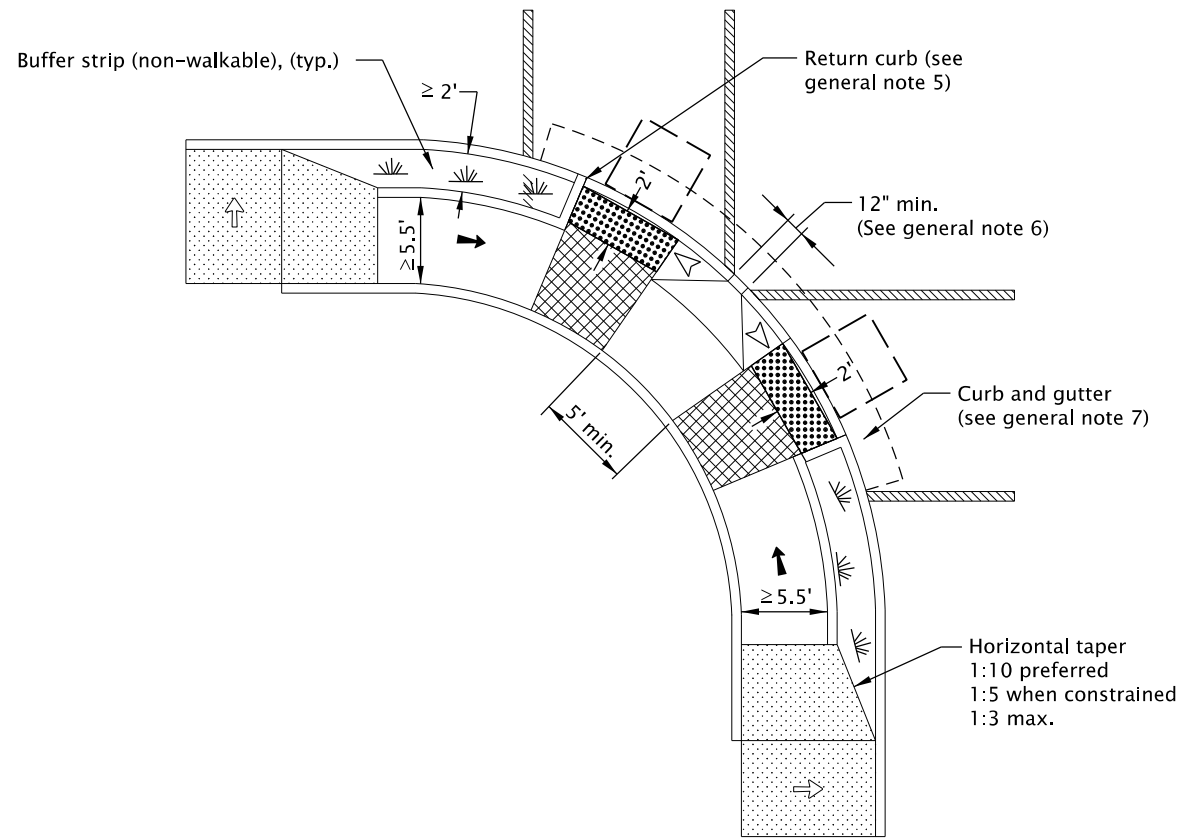 Buffer strip (non-walkable), (typ.)
≥ 2'
Return curb (see
general note 5)
2'
12" min.
(See general note 6)
≥5.5'
2'
Curb and gutter
(see general note 7)
5' min.
≥5.5'
Horizontal taper
1:10 preferred
1:5 when constrained
1:3 max.